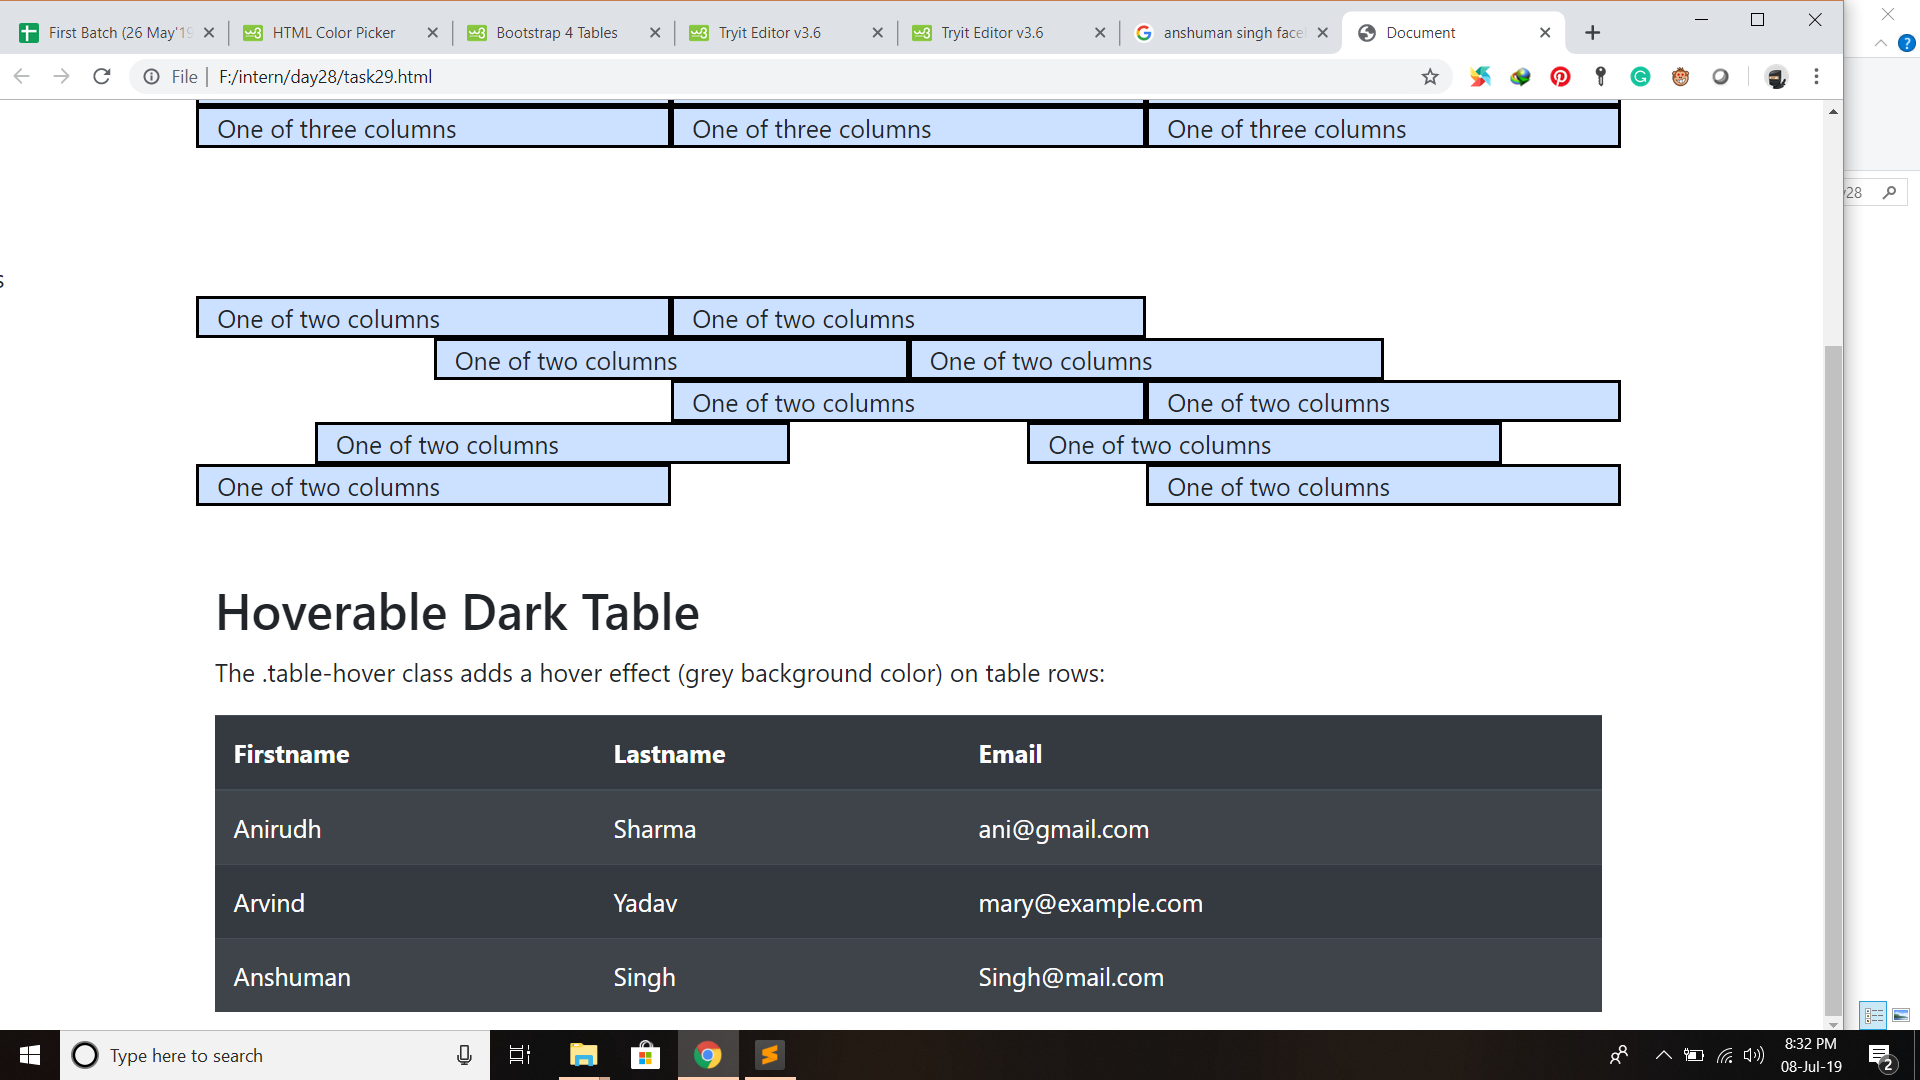 First Batch (26 May'19
HTML Color Picker
Bootstrap 4 Tables
Tryit Editor v3.6
Tryit Editor v3.6
anshuman singh face
Document
File | F:/intern/day28/task29.html
One of three columns One of three columns One of three columns
28
s
One of two columns One of two columns
One of two columns One of two columns
One of two columns One of two columns
One of two columns One of two columns
One of two columns One of two columns
Hoverable Dark Table
The .table-hover class adds a hover effect (grey background color) on table rows:
Firstname Lastname Email
Anirudh Sharma ani@gmail.com
Arvind Yadav mary@example.com
Anshuman Singh Singh@mail.com
Type here to search
8:32 PM
08-Jul-19
2